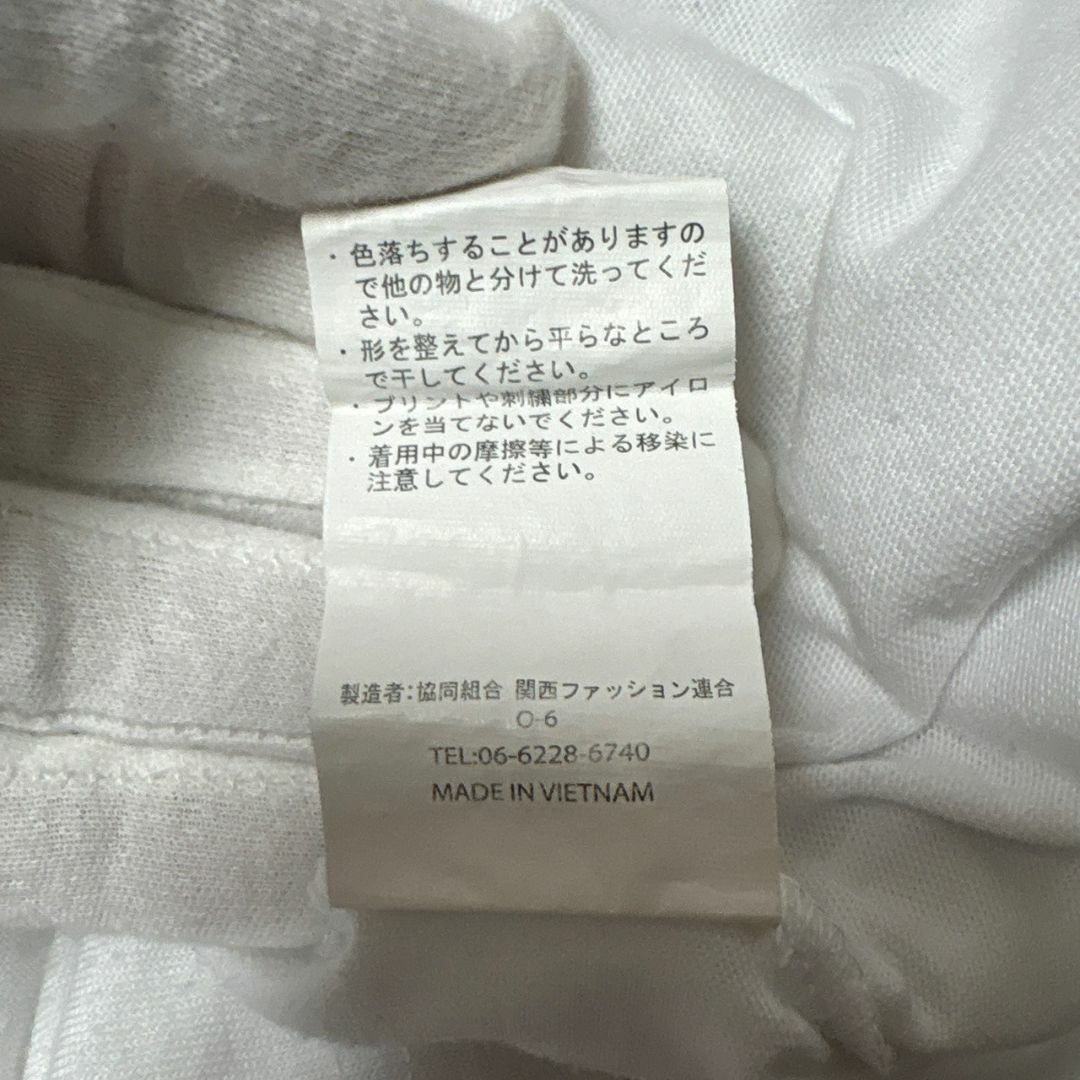 ・色落ちすることがありますの
で他の物と分けて洗ってくだ
さい。
・形を整えてから平らなところ
で干してください。
・プリントや刺繍部分にアイロ
ンを当てないでください。
・着用中の摩擦等による移染に
注意してください。
製造者:協同組合 関西ファッション連合
O-6
TEL:06-6228-6740
MADE IN VIETNAM